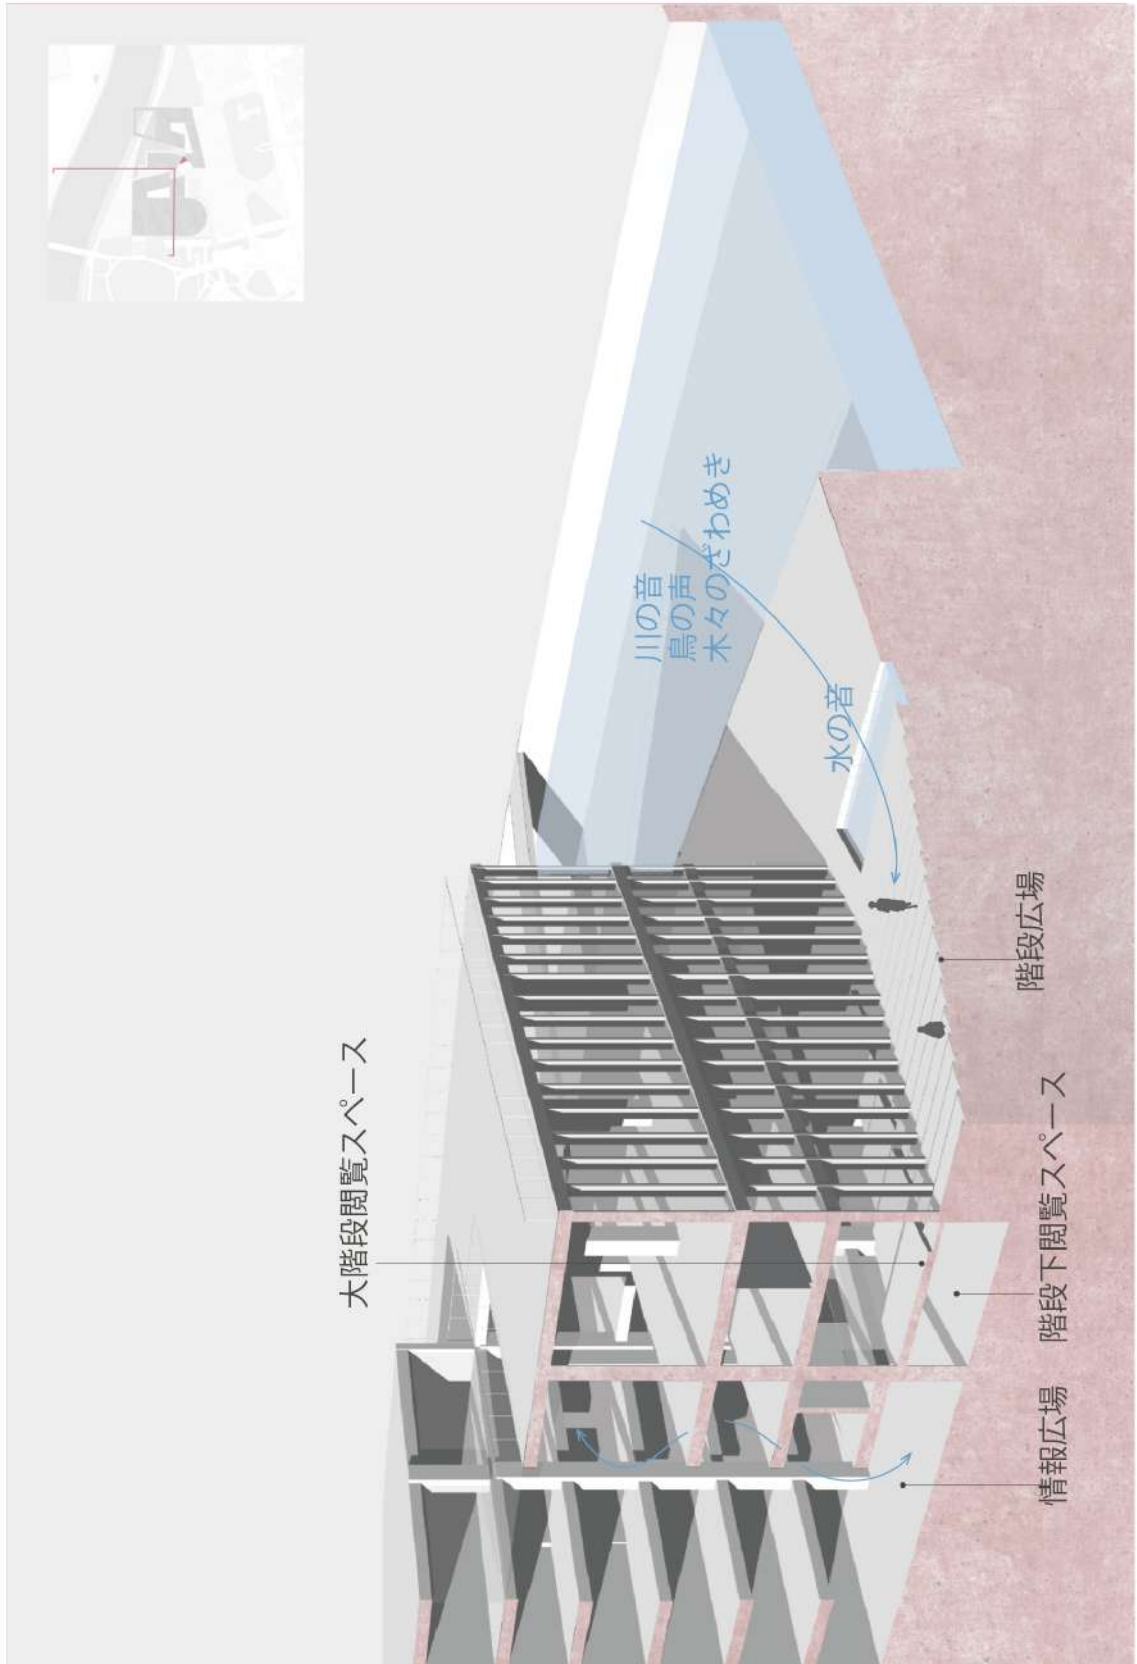 大階段閲覧スペース
川の音
鳥の声
木々のざわめき
水の音
情報広場
階段下閲覧スペース
階段広場